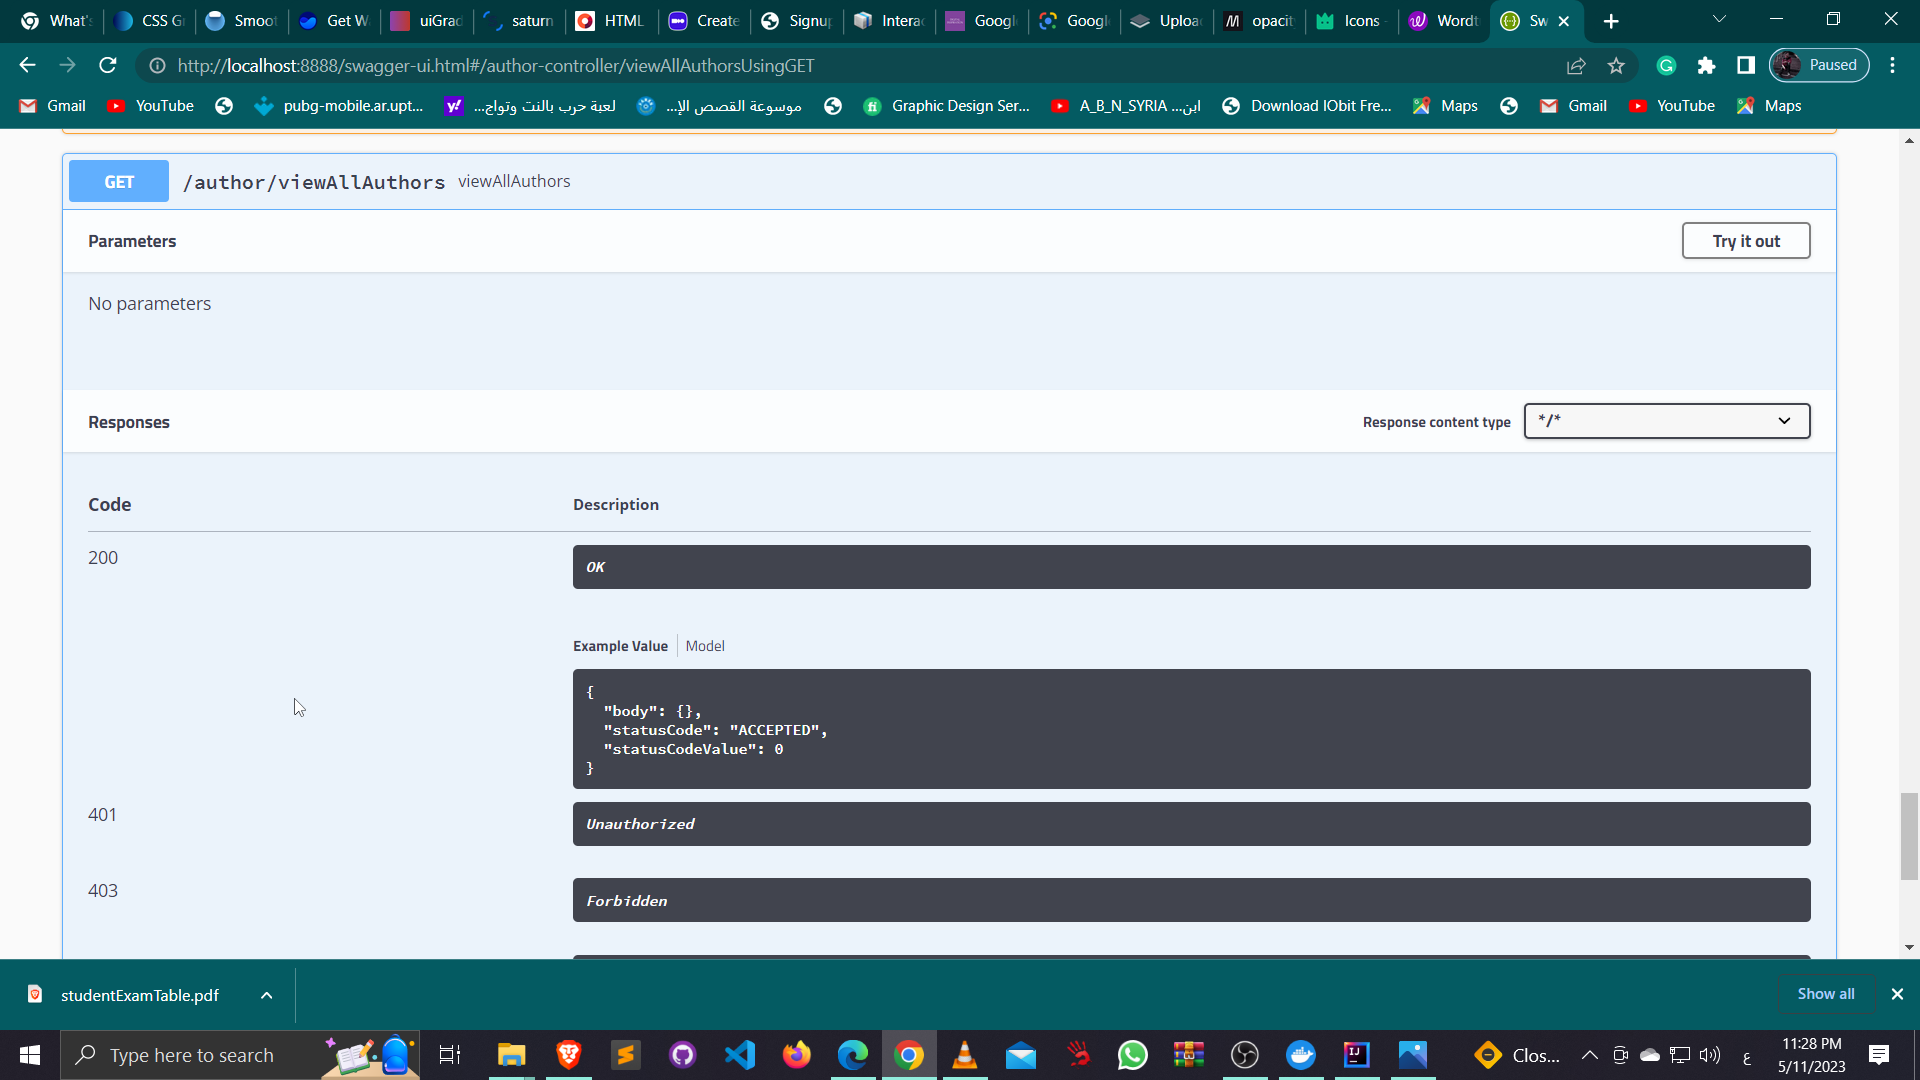 What's
CSS Gr
Smoot
Get W
uiGrad
saturn
HTML
Create
Signup
Interac
Google
Google
Upload
opacit
Icons -
Wordt
Sw
http://localhost:8888/swagger-ui.html#/author-controller/viewAllAuthorsUsingGET
Paused
Gmail
YouTube
pubg-mobile.ar.upt...
لعبة حرب بالنت وتواج...
موسوعة القصص الإ...
Graphic Design Ser...
A_B_N_SYRIA ...ابن
Download IObit Fre...
Maps
Gmail
YouTube
Maps
GET /author/viewAllAuthors viewAllAuthors
Parameters
Try it out
No parameters
Responses
Response content type */*
Code Description
200
OK
Example Value Model
{
"body": {},
"statusCode": "ACCEPTED",
"statusCodeValue": 0
}
401
Unauthorized
403
Forbidden
studentExamTable.pdf
Show all
Type here to search
Clos...
ع
11:28 PM
5/11/2023